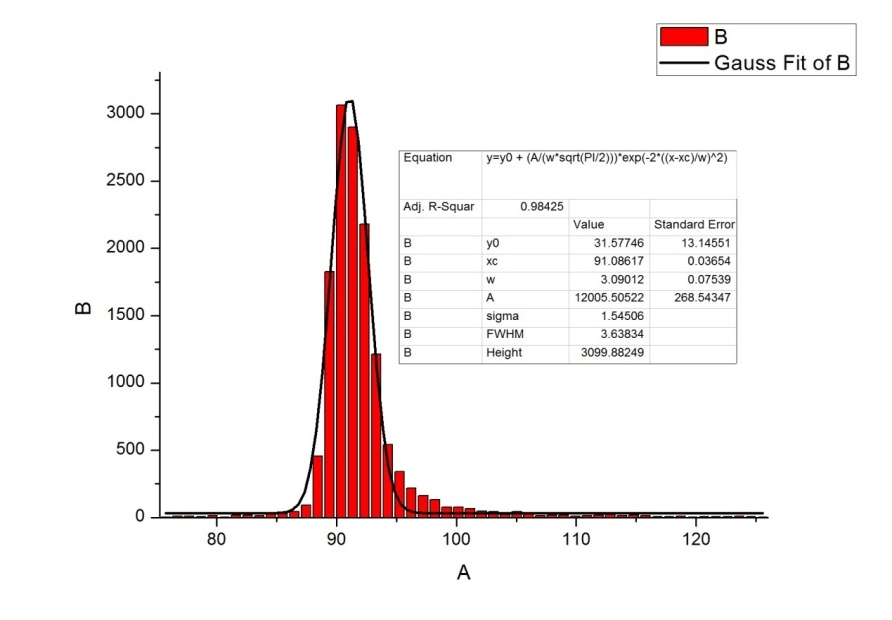 B
Gauss Fit of B
3000
2500
2000
1500
1000
500
0
B
80
90
100
110
120
A
Equation y=y0 + (A/(w*sqrt(PI/2)))*exp(-2*((x-xc)/w)^2)
Adj. R-Squar 0.98425
Value Standard Error
B y0 31.57746 13.14551
B xc 91.08617 0.03654
B w 3.09012 0.07539
B A 12005.50522 268.54347
B sigma 1.54506
B FWHM 3.63834
B Height 3099.88249